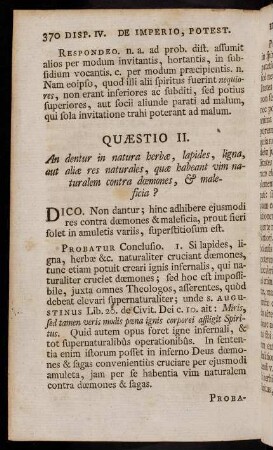 370 DISP. IV. DE IMPERIO, POTEST.
RESPONDEO. n. a. ad prob. dist. assumit
alios per modum invitantis, hortantis, in sub-
sidium vocantis. c. per modum præcipientis. n.
Nam eoipso, quod illi alii spiritus fuerint nequio-
res, non erant inferiores ac subditi, sed potius
superiores, aut socii aliunde parati ad malum,
qui sola invitatione trahi poterant ad malum.
QUÆSTIO II.
An dentur in natura herbæ, lapides, ligna,
aut aliæ res naturales, quæ habeant vim na-
turalem contra dæmones, & male-
ficia ?
DICO. Non dantur; hinc adhibere ejusmodi
res contra dæmones & maleficia, prout fieri
solet in amuletis variis, superstitiosum est.
PROBATUR Conclusio. 1. Si lapides, li-
gna, herbæ &c. naturaliter cruciant dæmones,
tunc etiam potuit creari ignis infernalis, qui na-
turaliter cruciet dæmones; sed hoc est impossi-
bile, juxta omnes Theologos, asserentes, quòd
debeat elevari supernaturaliter; unde s. AUGU-
STINUS Lib. 20. de Civit. Dei c. 10. ait: Miris,
sed tamen veris modis pœna ignis corporei affligit Spiri-
tus. Quid autem opus foret igne infernali, &
tot supernaturalibûs operationibûs. In senten-
tia enim istorum posset in inferno Deus dæmo-
nes & sagas convenientiùs cruciare per ejusmodi
amuleta, jam per se habentia vim naturalem
contra dæmones & sagas.
PROBA-